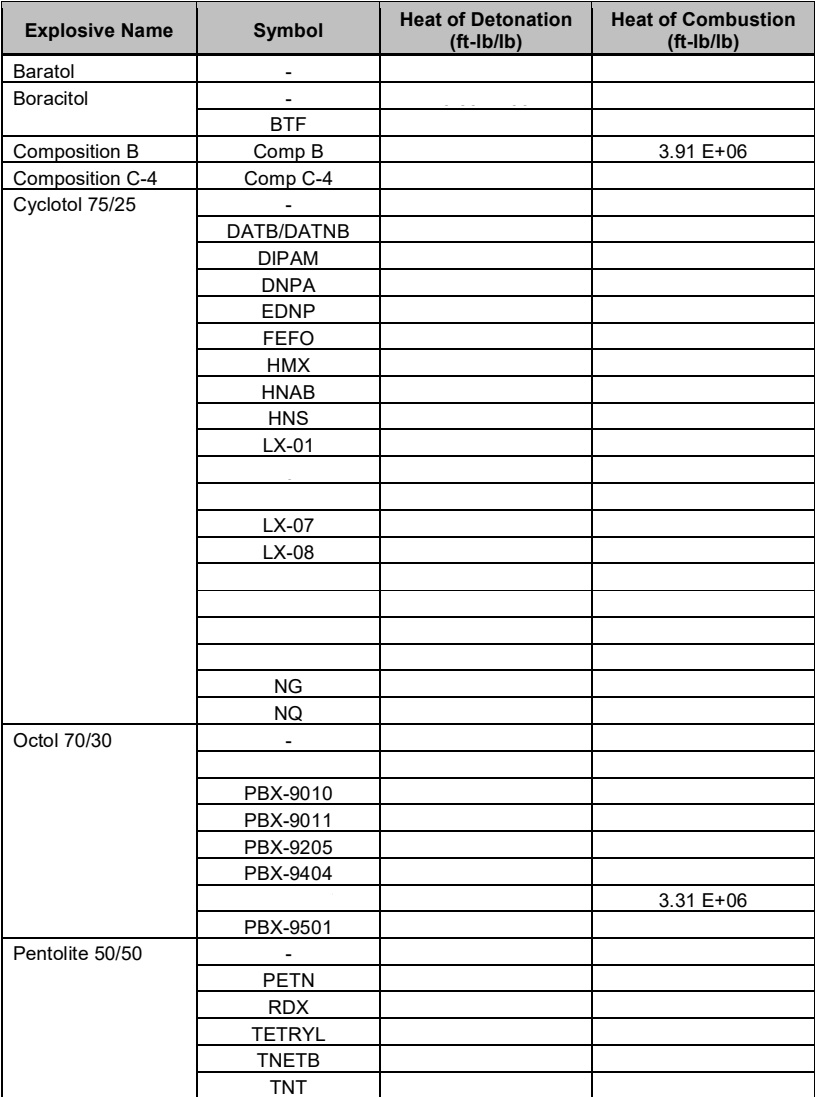 Explosive Name Symbol Heat of Detonation (ft-lb/lb) Heat of Combustion (ft-lb/lb)
Baratol -
Boracitol -
BTF
Composition B Comp B 3.91 E+06
Composition C-4 Comp C-4
Cyclotol 75/25 -
DATB/DATNB
DIPAM
DNPA
EDNP
FEFO
HMX
HNAB
HNS
LX-01
LX-07
LX-08
NG
NQ
Octol 70/30 -
PBX-9010
PBX-9011
PBX-9205
PBX-9404
3.31 E+06
PBX-9501
Pentolite 50/50 -
PETN
RDX
TETRYL
TNETB
TNT